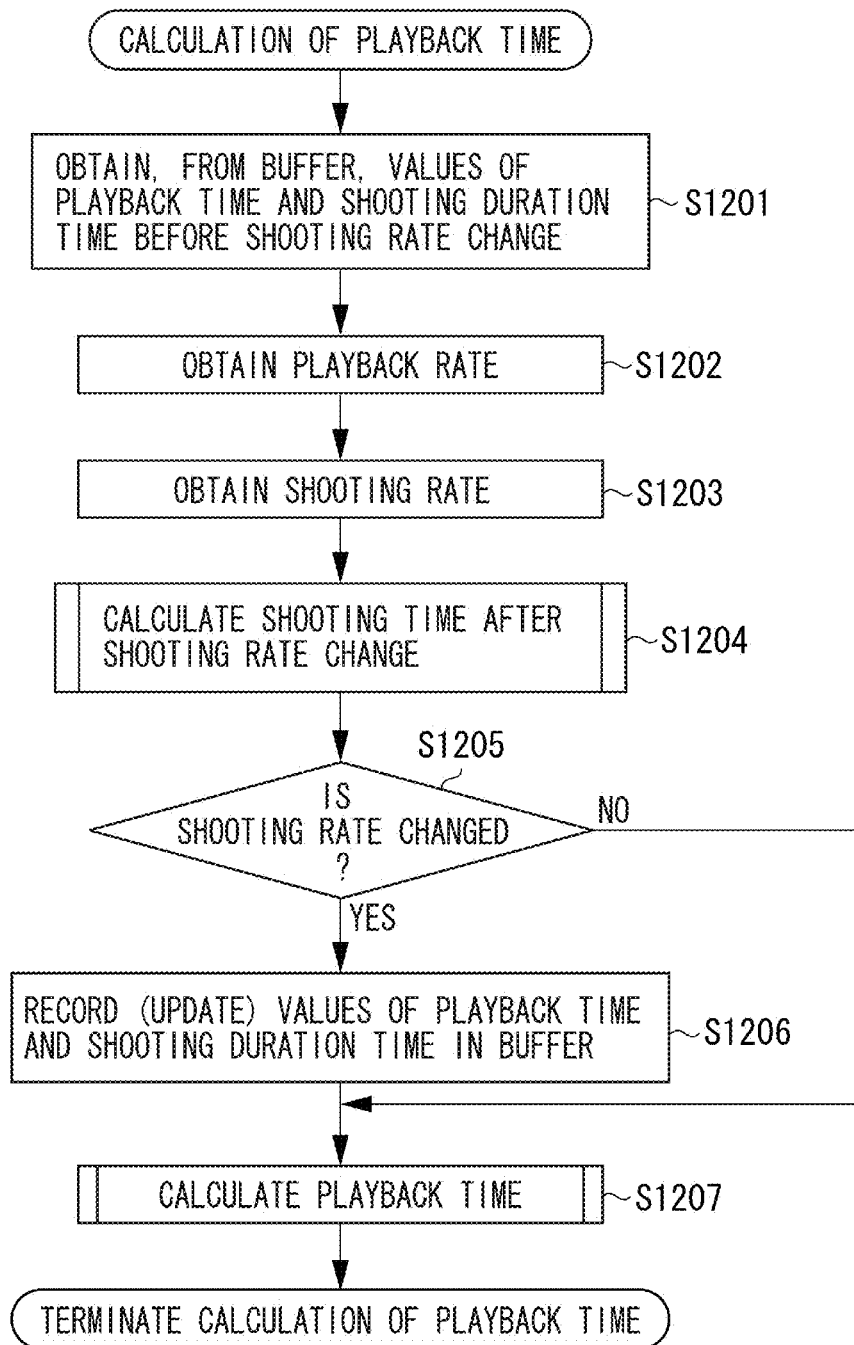 CALCULATION OF PLAYBACK TIME
OBTAIN, FROM BUFFER, VALUES OF
PLAYBACK TIME AND SHOOTING DURATION
TIME BEFORE SHOOTING RATE CHANGE
S1201
OBTAIN PLAYBACK RATE
S1202
OBTAIN SHOOTING RATE
S1203
CALCULATE SHOOTING TIME AFTER
SHOOTING RATE CHANGE
S1204
S1205
IS
SHOOTING RATE CHANGED
?
NO
YES
RECORD (UPDATE) VALUES OF PLAYBACK TIME
AND SHOOTING DURATION TIME IN BUFFER
S1206
CALCULATE PLAYBACK TIME
S1207
TERMINATE CALCULATION OF PLAYBACK TIME